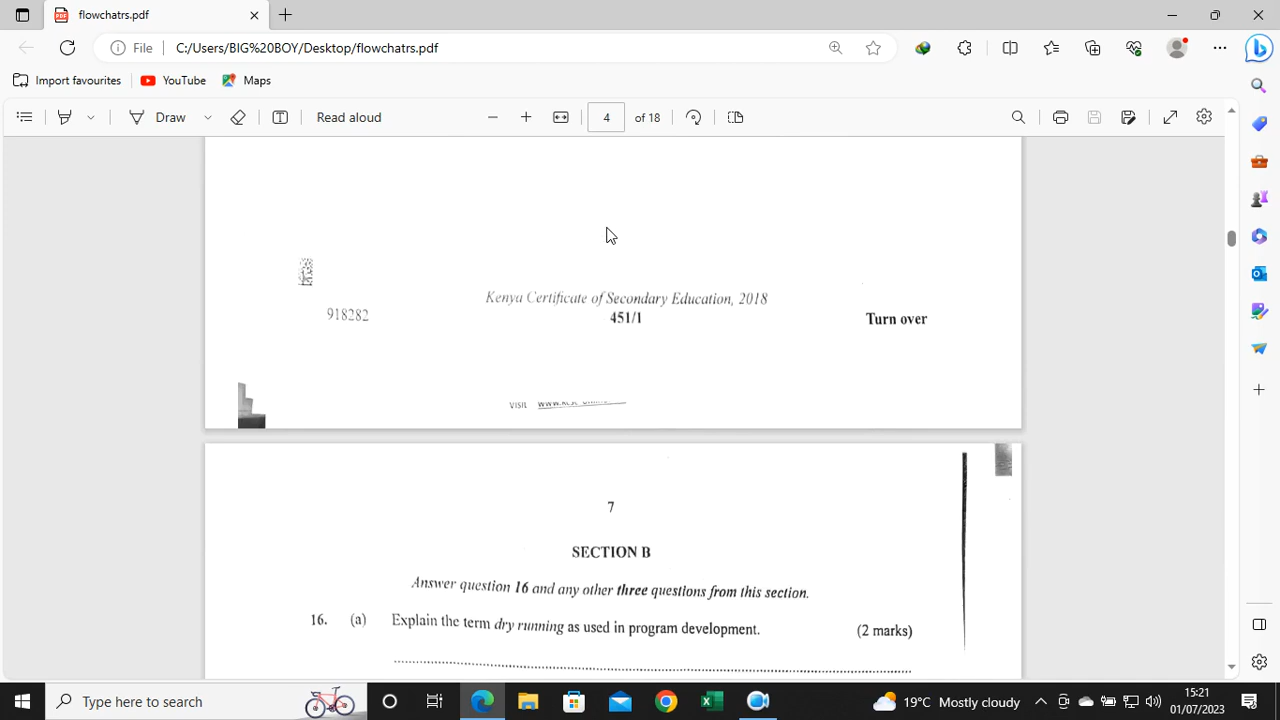 flowchatrs.pdf
File
C:/Users/BIG%20BOY/Desktop/flowchatrs.pdf
Import favourites
YouTube
Maps
Draw
Read aloud
4
of 18
Kenya Certificate of Secondary Education, 2018
918282
451/1
Turn over
VISIT
7
SECTION B
Answer question 16 and any other three questions from this section.
16. (a) Explain the term dry running as used in program development. (2 marks)
Type here to search
19°C Mostly cloudy
15:21
01/07/2023